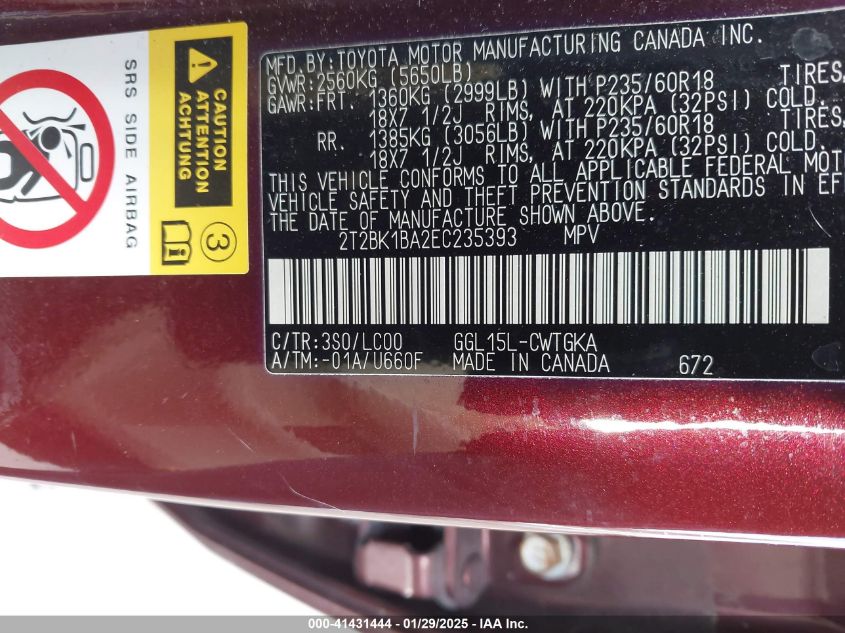 SRS SIDE AIRBAG
CAUTION
ATTENTION
ACHTUNG
3
MFD.BY:TOYOTA MOTOR MANUFACTURING CANADA INC.
GVWR:2560KG (5650LB)
GAWR:FRT. 1360KG (2999LB) WITH P235/60R18 TIRES,
18X7 1/2J RIMS, AT 220KPA (32PSI) COLD.
RR. 1385KG (3056LB) WITH P235/60R18 TIRES,
18X7 1/2J RIMS, AT 220KPA (32PSI) COLD.
THIS VEHICLE CONFORMS TO ALL APPLICABLE FEDERAL MOT
VEHICLE SAFETY AND THEFT PREVENTION STANDARDS IN EF
THE DATE OF MANUFACTURE SHOWN ABOVE.
2T2BK1BA2EC235393 MPV
C/TR:3S0/LC00 GGL15L-CWTGKA
A/TM:-01A/U660F MADE IN CANADA 672
000-41431444 - 01/29/2025 - IAA Inc.